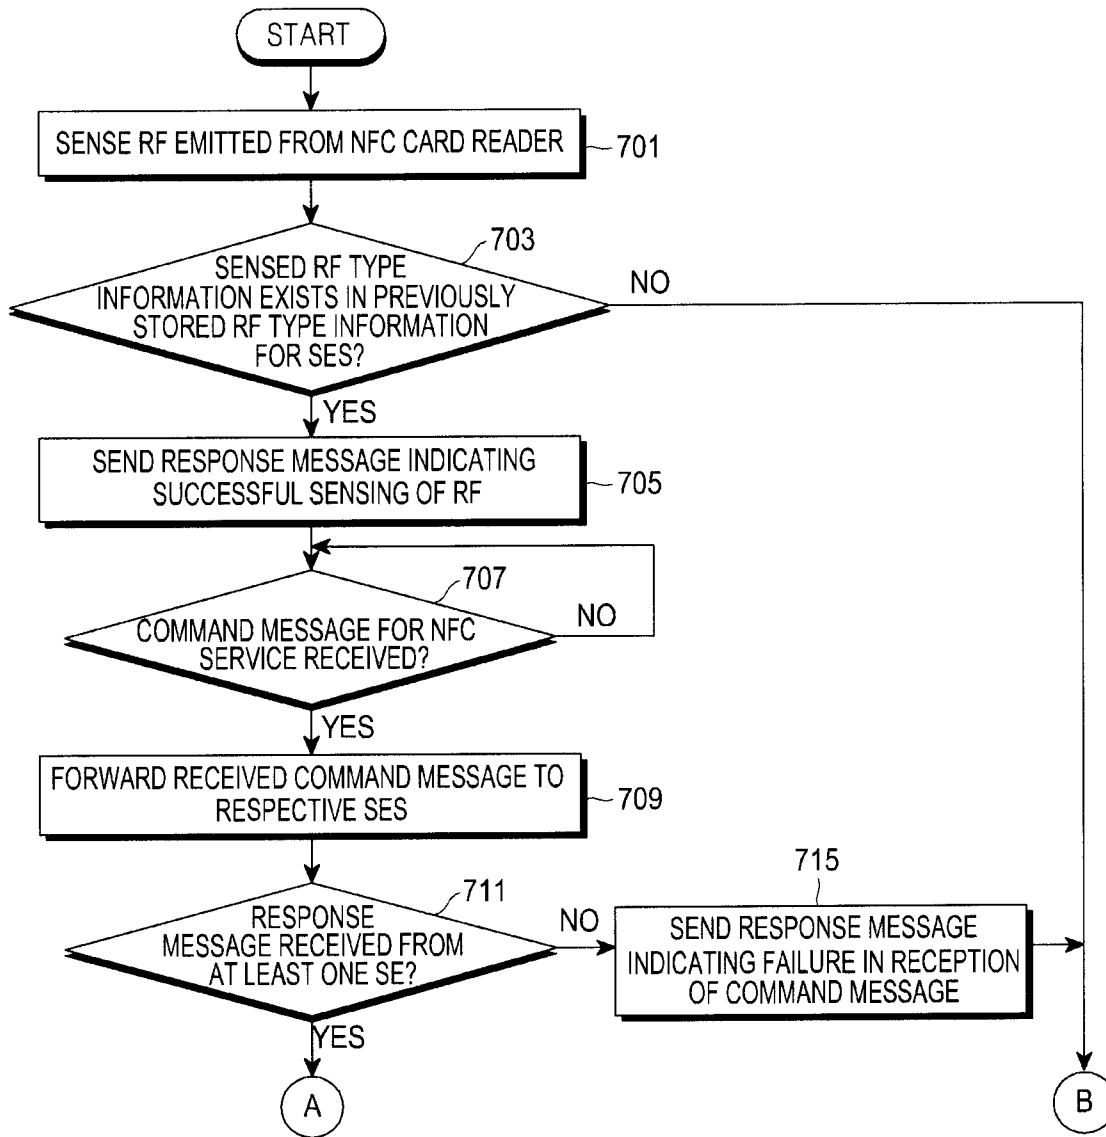 START
SENSE RF EMITTED FROM NFC CARD READER
701
703
SENSED RF TYPE
INFORMATION EXISTS IN PREVIOUSLY
STORED RF TYPE INFORMATION
FOR SES?
NO
YES
SEND RESPONSE MESSAGE INDICATING
SUCCESSFUL SENSING OF RF
705
707
COMMAND MESSAGE FOR NFC
SERVICE RECEIVED?
NO
YES
FORWARD RECEIVED COMMAND MESSAGE TO
RESPECTIVE SES
709
711
RESPONSE
MESSAGE RECEIVED FROM
AT LEAST ONE SE?
NO
715
SEND RESPONSE MESSAGE
INDICATING FAILURE IN RECEPTION
OF COMMAND MESSAGE
YES
A
B